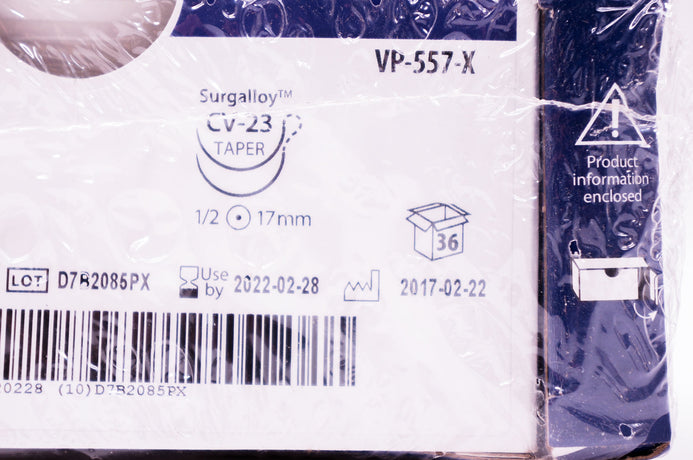 VP-557-X
Surgalloy™
CV-23
TAPER
1/2 17mm
36
LOT D7B2085PX Use by 2022-02-28 2017-02-22
20228 (10)D7B2085PX
Product
information
enclosed